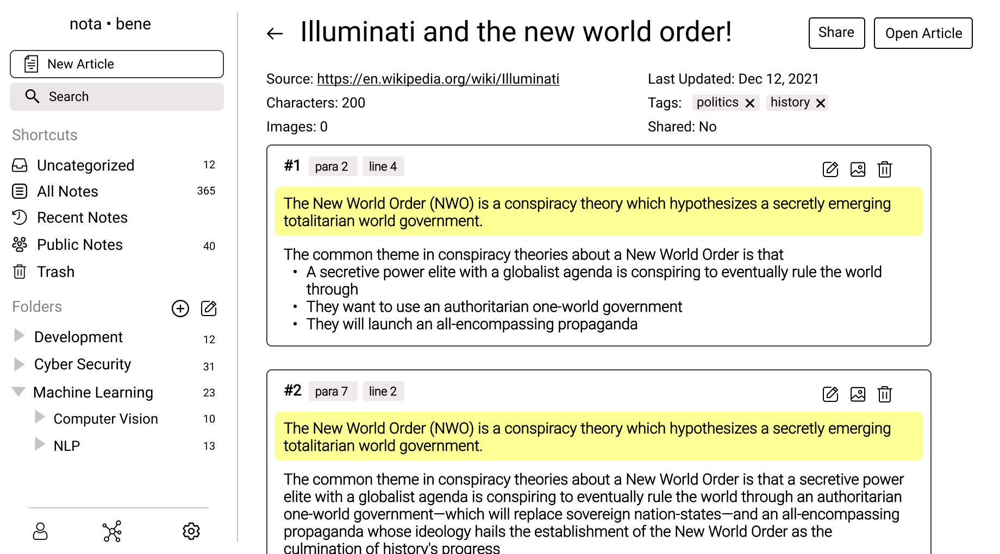 nota • bene
New Article
Search
Shortcuts
Uncategorized 12
All Notes 365
Recent Notes
Public Notes 40
Trash
Folders
Development 12
Cyber Security 31
Machine Learning 23
Computer Vision 10
NLP 13
Illuminati and the new world order!
Share
Open Article
Source: https://en.wikipedia.org/wiki/Illuminati
Characters: 200
Images: 0
Last Updated: Dec 12, 2021
Tags: politics history
Shared: No
#1 para 2 line 4
The New World Order (NWO) is a conspiracy theory which hypothesizes a secretly emerging
totalitarian world government.
The common theme in conspiracy theories about a New World Order is that
• A secretive power elite with a globalist agenda is conspiring to eventually rule the world
through
• They want to use an authoritarian one-world government
• They will launch an all-encompassing propaganda
#2 para 7 line 2
The New World Order (NWO) is a conspiracy theory which hypothesizes a secretly emerging
totalitarian world government.
The common theme in conspiracy theories about a New World Order is that a secretive power
elite with a globalist agenda is conspiring to eventually rule the world through an authoritarian
one-world government—which will replace sovereign nation-states—and an all-encompassing
propaganda whose ideology hails the establishment of the New World Order as the
culmination of history's progress